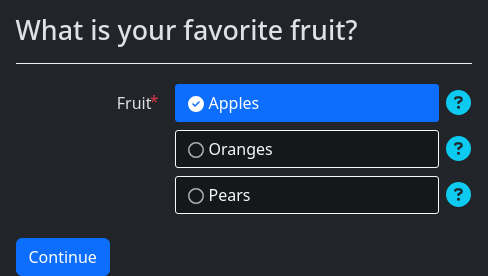 What is your favorite fruit?
Fruit*
Apples
?
Oranges
?
Pears
?
Continue